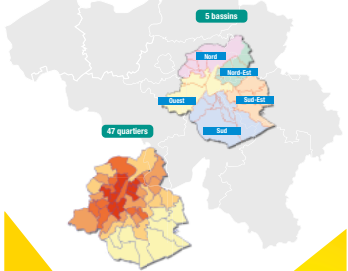 5 bassins
Nord
Nord-Est
Ouest
Sud-Est
Sud
47 quartiers